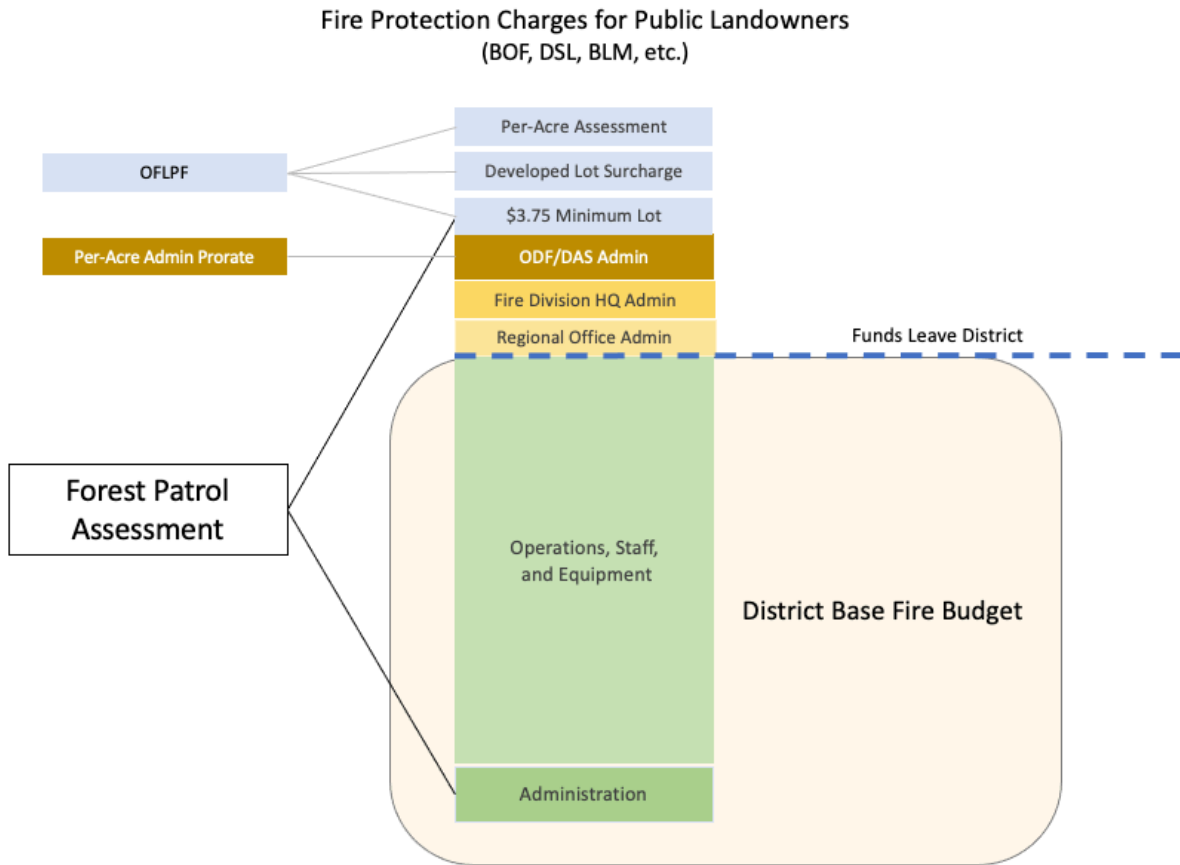 Fire Protection Charges for Public Landowners
(BOF, DSL, BLM, etc.)
Per-Acre Assessment
OFLPF
Developed Lot Surcharge
$3.75 Minimum Lot
Per-Acre Admin Prorate
ODF/DAS Admin
Fire Division HQ Admin
Regional Office Admin
Funds Leave District
Forest Patrol
Assessment
Operations, Staff,
and Equipment
District Base Fire Budget
Administration